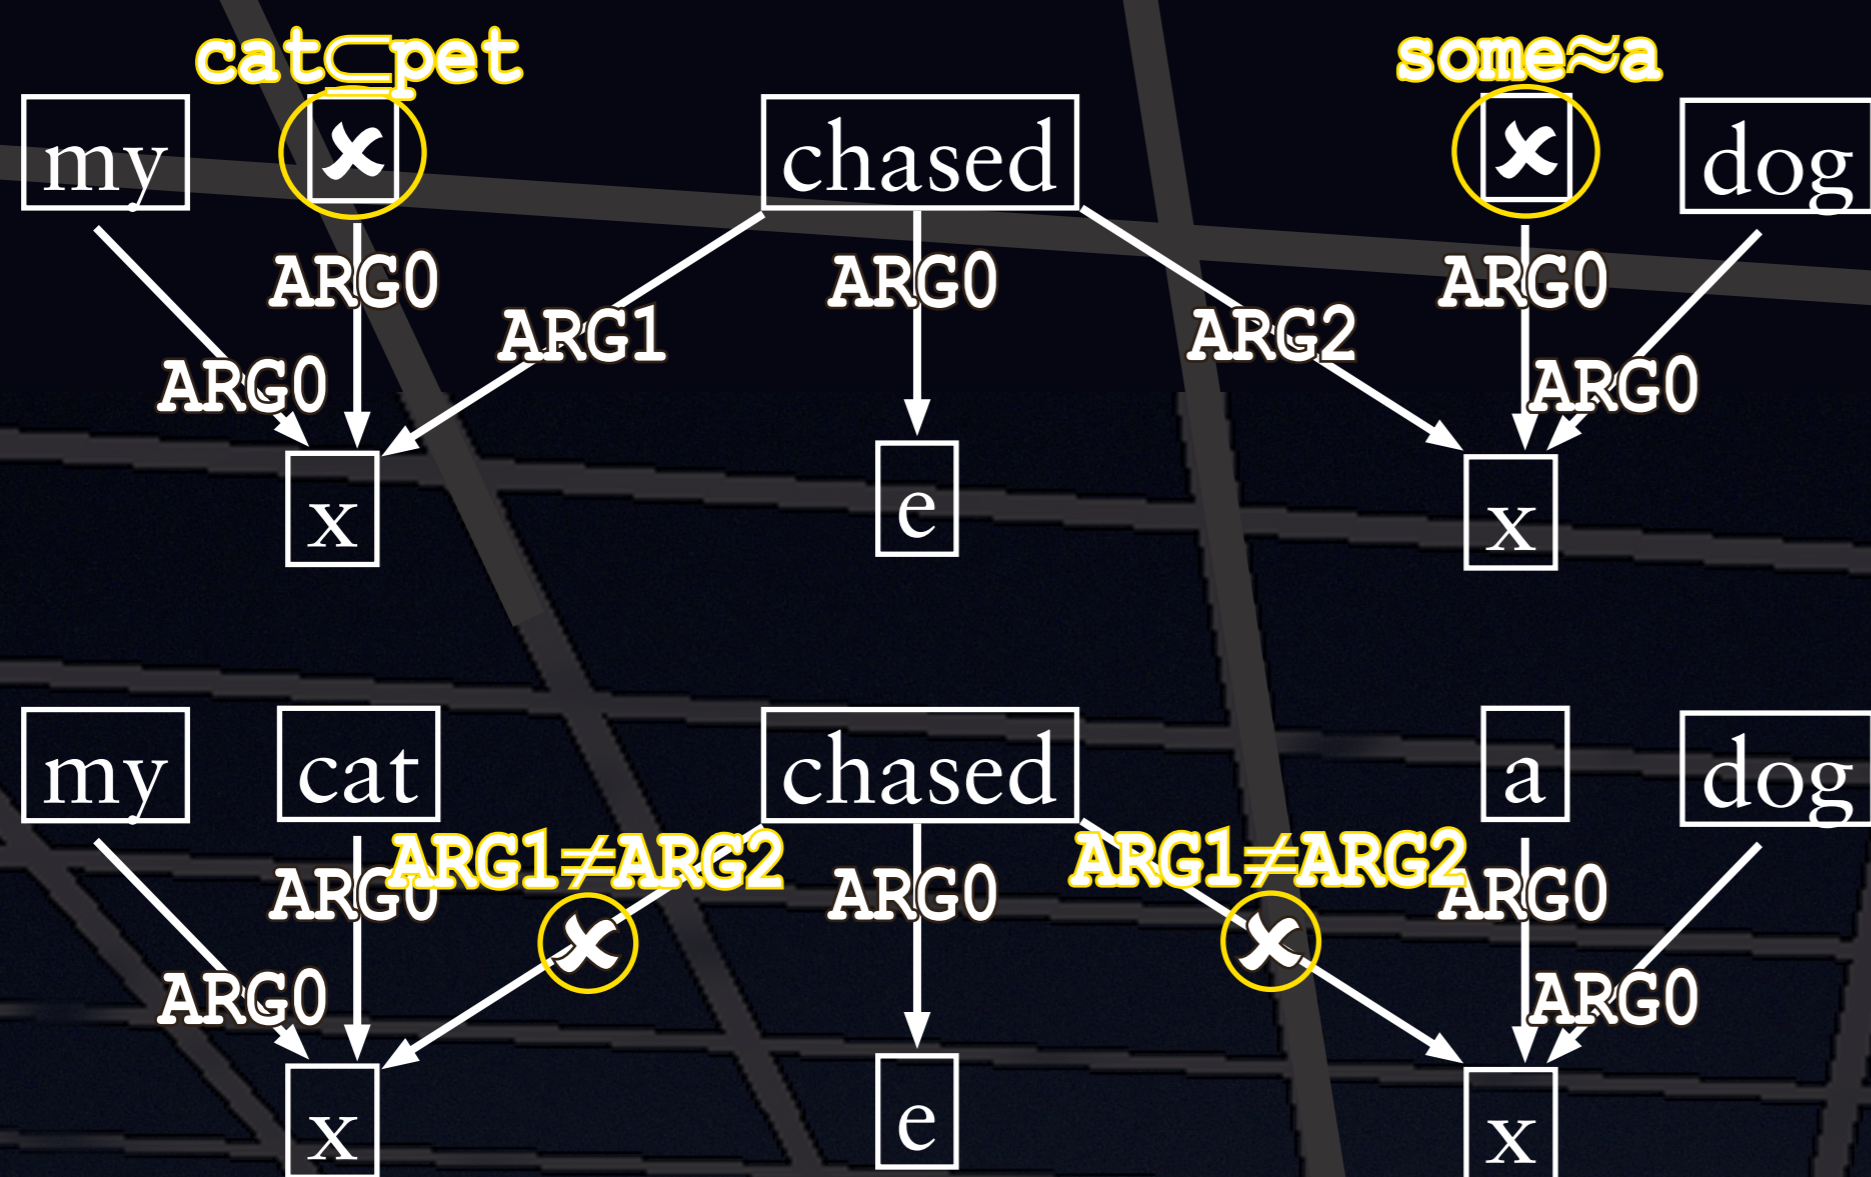 cat⊆pet some≈a
my ✘ chased ✘ dog
ARG0 ARG0 ARG0
ARG1 ARG2
ARG0 ARG0
x e x
my cat chased a dog
ARG1≠ARG2 ARG1≠ARG2
ARG0 ARG0 ARG0
✘ ✘
ARG0 ARG0
x e x